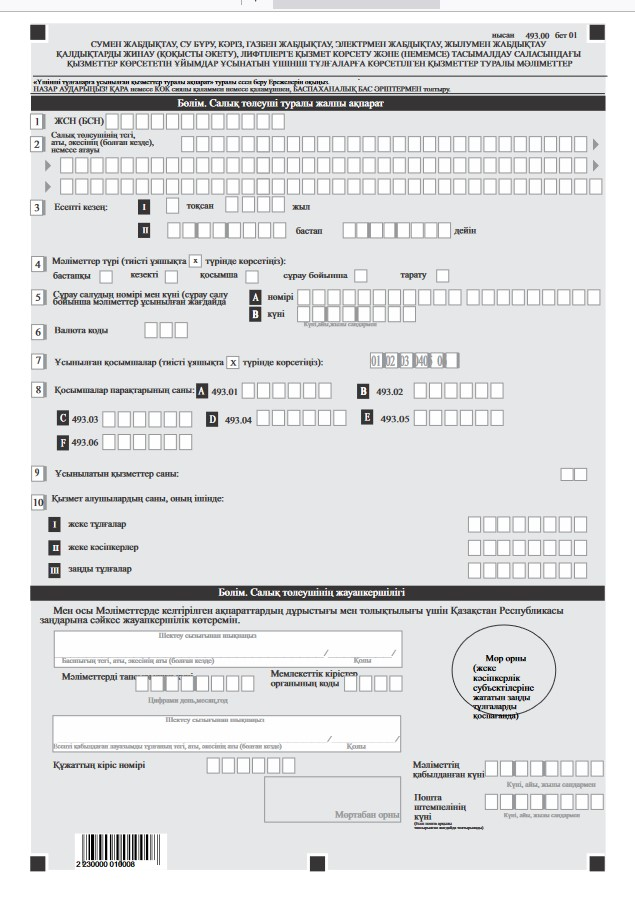 нысан 493.00 бет 01
СУМЕН ЖАБДЫҚТАУ, СУ БҰРУ, КӘРІЗ, ГАЗБЕН ЖАБДЫҚТАУ, ЭЛЕКТРМЕН ЖАБДЫҚТАУ, ЖЫЛУМЕН ЖАБДЫҚТАУ
ҚАЛДЫҚТАРДЫ ЖИНАУ (ҚОҚЫСТЫ ӘКЕТУ), ЛИФТІЛЕРГЕ ҚЫЗМЕТ КӨРСЕТУ ЖӘНЕ (НЕМЕСЕ) ТАСЫМАЛДАУ САЛАСЫНДАҒЫ
ҚЫЗМЕТТЕР КӨРСЕТЕТІН ҰЙЫМДАР ҰСЫНАТЫН ҮШІНШІ ТҰЛҒАЛАРҒА КӨРСЕТІЛГЕН ҚЫЗМЕТТЕР ТУРАЛЫ МӘЛІМЕТТЕР
«Үшінші тұлғаларға ұсынылған қызметтер туралы ақпарат» туралы есеп беру Ережелерін оқыңыз.
НАЗАР АУДАРЫҢЫЗ! ҚАРА немесе КӨК сиялы қаламмен немесе қаламұшпен, БАСПАХАНАЛЫҚ БАС ӘРІПТЕРМЕН толтыру.
Бөлім. Салық төлеуші туралы жалпы ақпарат
1 ЖСН (БСН)
2 Салық төлеушінің тегі,
аты, әкесінің (болған кезде),
немесе атауы
3 Есепті кезең: I тоқсан жыл
II бастап дейін
4 Мәліметтер түрі (тиісті ұяшықта x түрінде көрсетіңіз):
бастапқы кезекті қосымша сұрау бойынша тарату
5 Сұрау салудың нөмірі мен күні (сұрау салу A нөмірі
бойынша мәліметтер ұсынылған жағдайда B күні
Күні, айы, жылы сандармен
6 Валюта коды
7 Ұсынылған қосымшалар (тиісті ұяшықта x түрінде көрсетіңіз): 01 02 03 04 05 06
8 Қосымшалар парақтарының саны: A 493.01 B 493.02
C 493.03 D 493.04 E 493.05
F 493.06
9 Ұсынылатын қызметтер саны:
10 Қызмет алушылардың саны, оның ішінде:
I жеке тұлғалар
II жеке кәсіпкерлер
III заңды тұлғалар
Бөлім. Салық төлеушінің жауапкершілігі
Мен осы Мәліметтерде келтірілген ақпараттардың дұрыстығы мен толықтылығы үшін Қазақстан Республикасы
заңдарына сәйкес жауапкершілік көтеремін.
Шектеу сызығынан шықпаңыз
/ /
Басшының тегі, аты, әкесінің аты (болған кезде) Қолы
Мәліметтерді Мемлекеттік кірістер
органының коды
Цифрами день, месяц, год
Мөр орны
(жеке
кәсіпкерлік
субъектілеріне
жататын заңды
тұлғаларды
қоспағанда)
Шектеу сызығынан шықпаңыз
/ /
Есепті қабылдаған лауазымды тұлғаның тегі, аты, әкесінің аты (болған кезде) Қолы
Құжаттың кіріс нөмірі
Мәліметтің
қабылданған күні
Күні, айы, жылы сандармен
Мөртабан орны
Пошта
штемпелінің
күні
Күні, айы, жылы сандармен
2 230000 016008